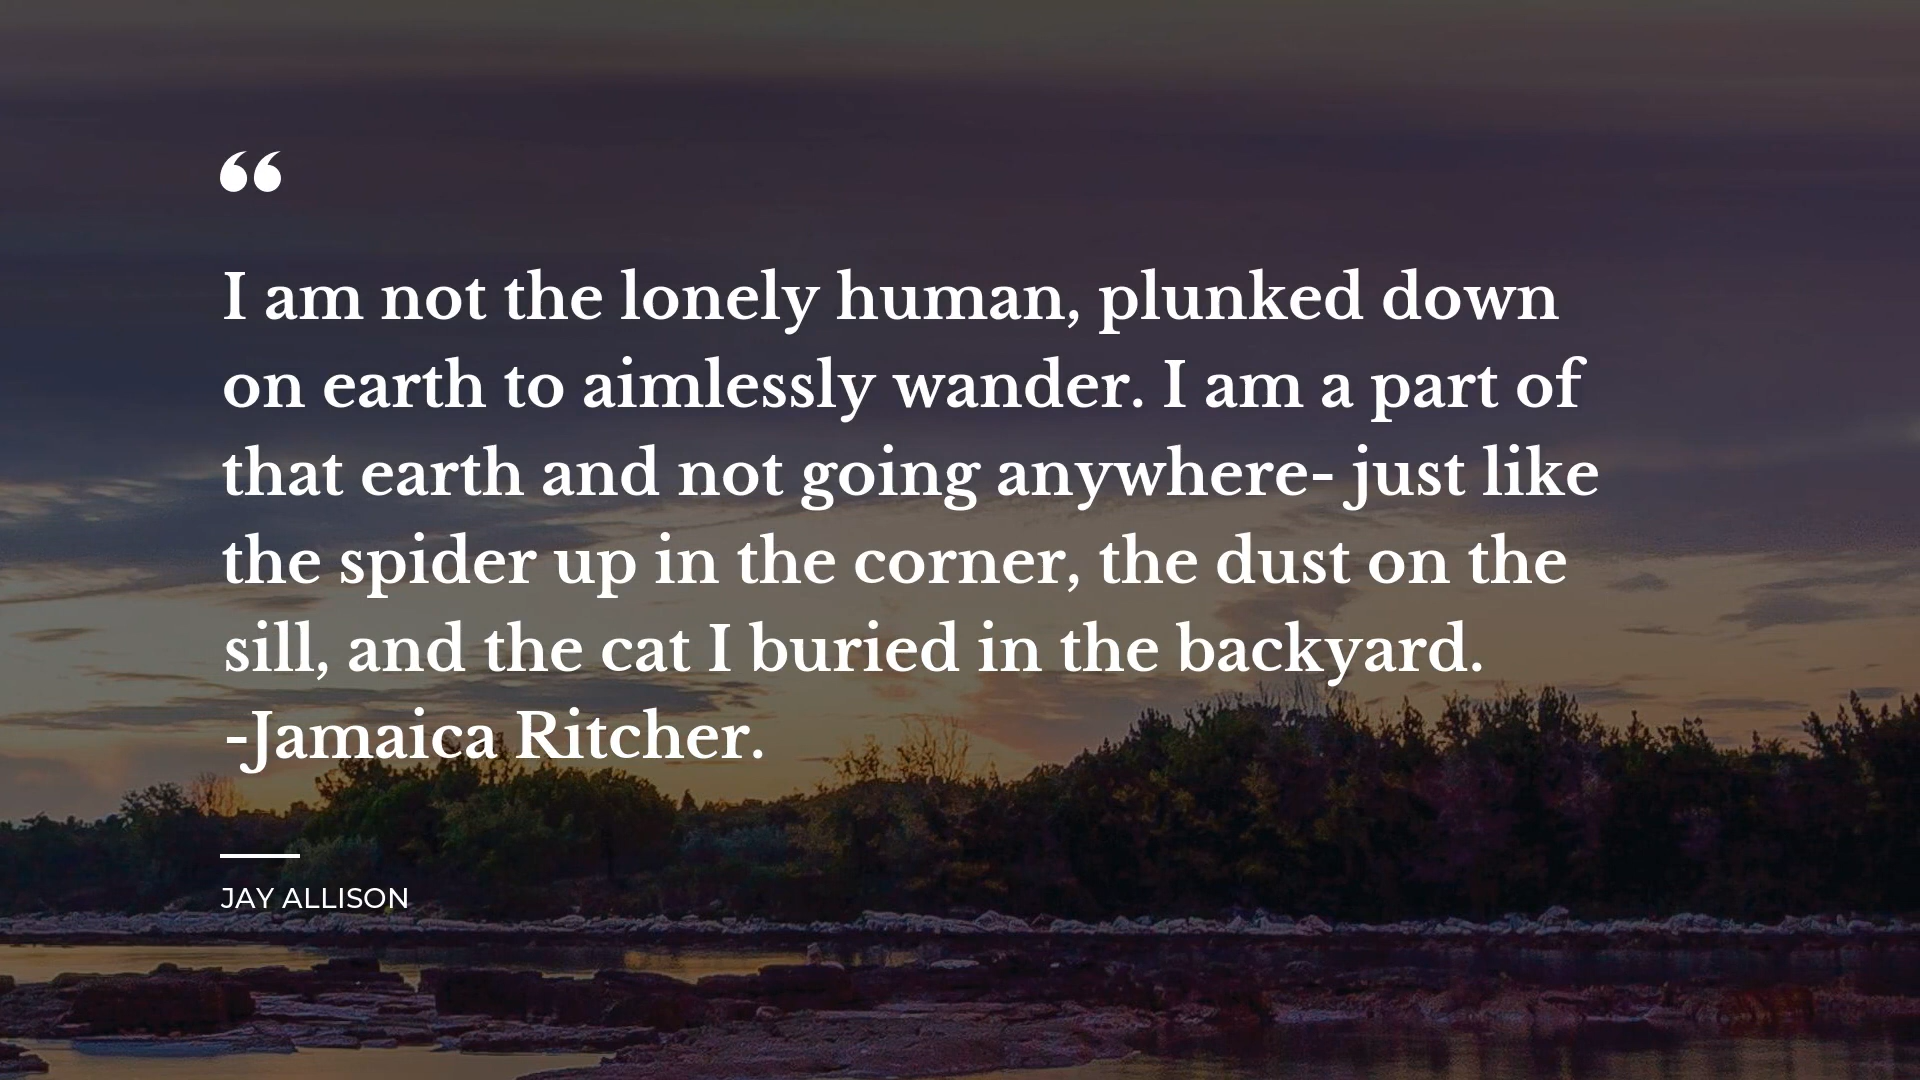 “
I am not the lonely human, plunked down
on earth to aimlessly wander. I am a part of
that earth and not going anywhere- just like
the spider up in the corner, the dust on the
sill, and the cat I buried in the backyard.
-Jamaica Ritcher.
JAY ALLISON